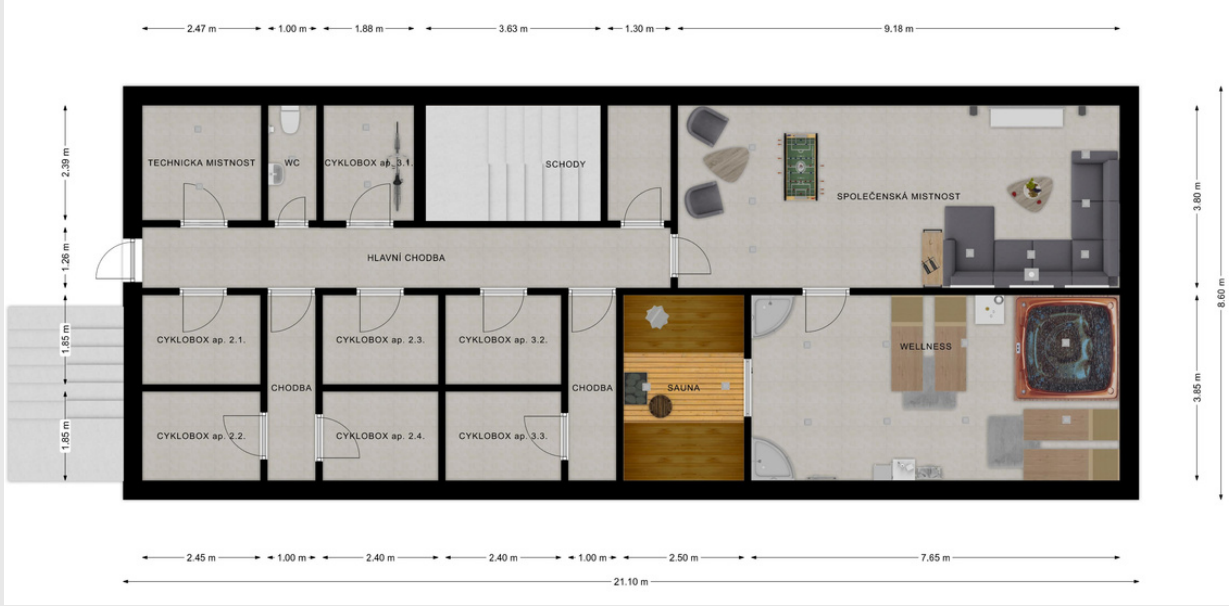 2.47 m
1.00 m
1.88 m
3.63 m
1.30 m
9.18 m
2.39 m
1.26 m
1.85 m
1.85 m
TECHNICKA MISTNOST
WC
CYKLOBOX ap. 3.1.
SCHODY
SPOLEČENSKÁ MISTNOST
HLAVNÍ CHODBA
CYKLOBOX ap. 2.1.
CYKLOBOX ap. 2.3.
CYKLOBOX ap. 3.2.
WELLNESS
CHODBA
CHODBA
SAUNA
CYKLOBOX ap. 2.2.
CYKLOBOX ap. 2.4.
CYKLOBOX ap. 3.3.
3.80 m
3.85 m
8.60 m
2.45 m
1.00 m
2.40 m
2.40 m
1.00 m
2.50 m
7.65 m
21.10 m